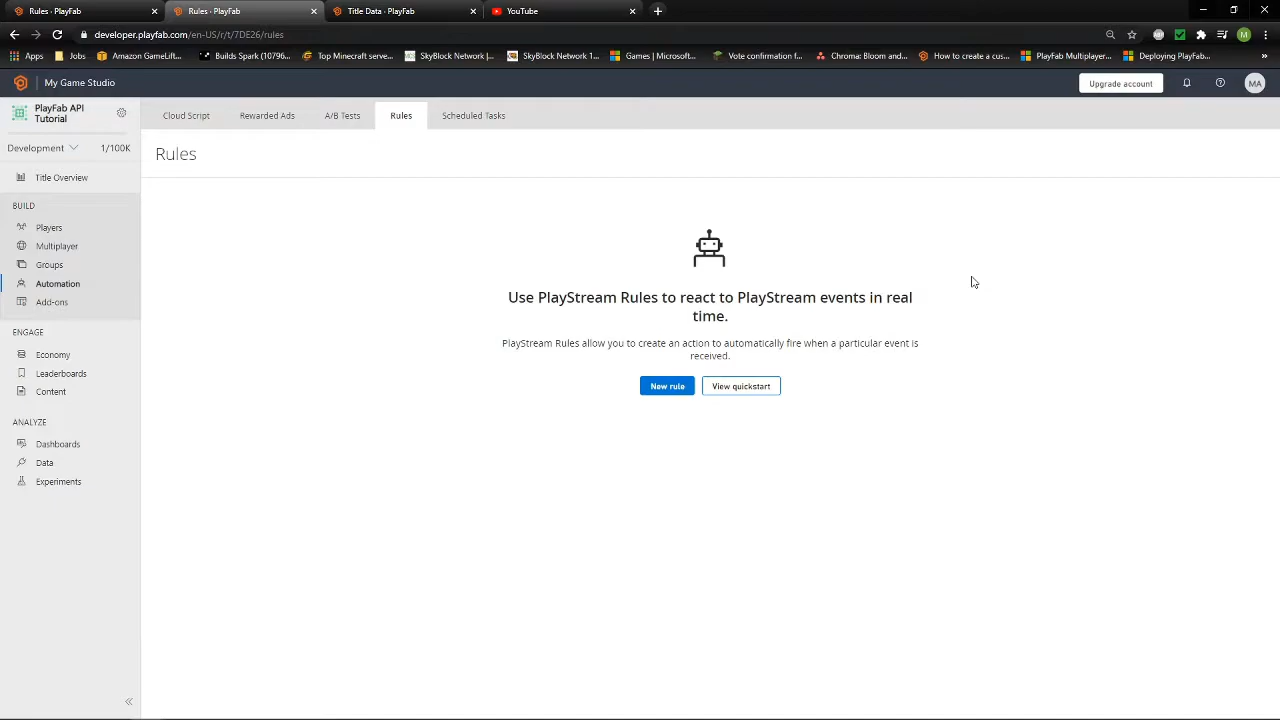 Rules · PlayFab
Rules · PlayFab
Title Data · PlayFab
YouTube
developer.playfab.com/en-US/r/t/7DE26/rules
Apps
Jobs
Amazon GameLift...
Builds Spark (10796...
Top Minecraft serve...
SkyBlock Network |...
SkyBlock Network 1...
Games | Microsoft...
Vote confirmation f...
Chroma: Bloom and...
How to create a cus...
PlayFab Multiplayer...
Deploying PlayFab...
My Game Studio
Upgrade account
MA
PlayFab API
Tutorial
Development
1/100K
Title Overview
BUILD
Players
Multiplayer
Groups
Automation
Add-ons
ENGAGE
Economy
Leaderboards
Content
ANALYZE
Dashboards
Data
Experiments
Cloud Script
Rewarded Ads
A/B Tests
Rules
Scheduled Tasks
Rules
Use PlayStream Rules to react to PlayStream events in real
time.
PlayStream Rules allow you to create an action to automatically fire when a particular event is
received.
New rule
View quickstart